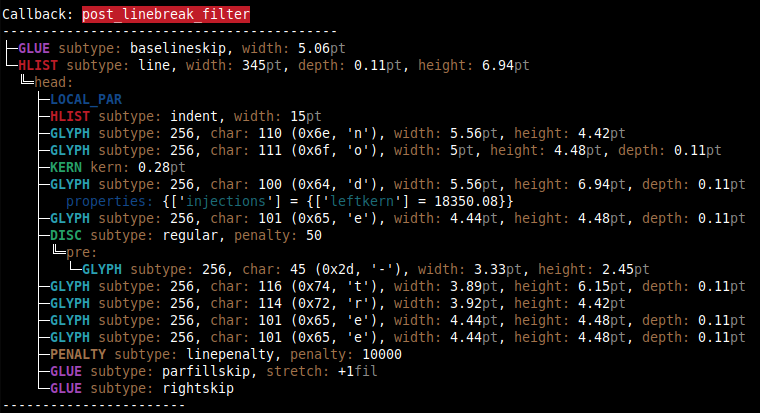 Callback: post_linebreak_filter
------------------------------------------
├─GLUE subtype: baselineskip, width: 5.06pt
└─HLIST subtype: line, width: 345pt, depth: 0.11pt, height: 6.94pt
  ╚═head:
    ├─LOCAL_PAR
    ├─HLIST subtype: indent, width: 15pt
    ├─GLYPH subtype: 256, char: 110 (0x6e, 'n'), width: 5.56pt, height: 4.42pt
    ├─GLYPH subtype: 256, char: 111 (0x6f, 'o'), width: 5pt, height: 4.48pt, depth: 0.11pt
    ├─KERN kern: 0.28pt
    ├─GLYPH subtype: 256, char: 100 (0x64, 'd'), width: 5.56pt, height: 6.94pt, depth: 0.11pt
    │   properties: {['injections'] = {['leftkern'] = 18350.08}}
    ├─GLYPH subtype: 256, char: 101 (0x65, 'e'), width: 4.44pt, height: 4.48pt, depth: 0.11pt
    ├─DISC subtype: regular, penalty: 50
    │ ╚═pre:
    │   └─GLYPH subtype: 256, char: 45 (0x2d, '-'), width: 3.33pt, height: 2.45pt
    ├─GLYPH subtype: 256, char: 116 (0x74, 't'), width: 3.89pt, height: 6.15pt, depth: 0.11pt
    ├─GLYPH subtype: 256, char: 114 (0x72, 'r'), width: 3.92pt, height: 4.42pt
    ├─GLYPH subtype: 256, char: 101 (0x65, 'e'), width: 4.44pt, height: 4.48pt, depth: 0.11pt
    ├─GLYPH subtype: 256, char: 101 (0x65, 'e'), width: 4.44pt, height: 4.48pt, depth: 0.11pt
    ├─PENALTY subtype: linepenalty, penalty: 10000
    ├─GLUE subtype: parfillskip, stretch: +1fil
    └─GLUE subtype: rightskip
-----------------------